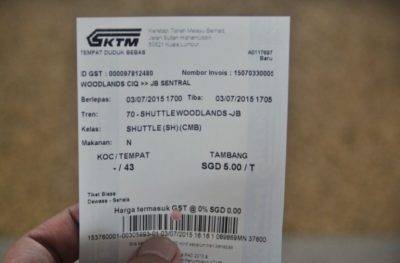 KTM
Keretapi Tanah Melayu Berhad,
Jalan Sultan Hishamuddin
50621 Kuala Lumpur
TEMPAT DUDUK BEBAS
A0117697
Baru
ID GST : 000097812480 Nombor Invois : 15070330005
WOODLANDS CIQ >> JB SENTRAL
Berlepas: 03/07/2015 1700 Tiba: 03/07/2015 1705
Tren: 70 - SHUTTLE WOODLANDS -JB
Kelas: SHUTTLE (SH) (CMB)
Makanan: N
KOC/TEMPAT TAMBANG
- / 43 SGD 5.00 / T
Tiket Biasa
Dewasa - Sehala
Harga termasuk GST @ 0% SGD 0.00